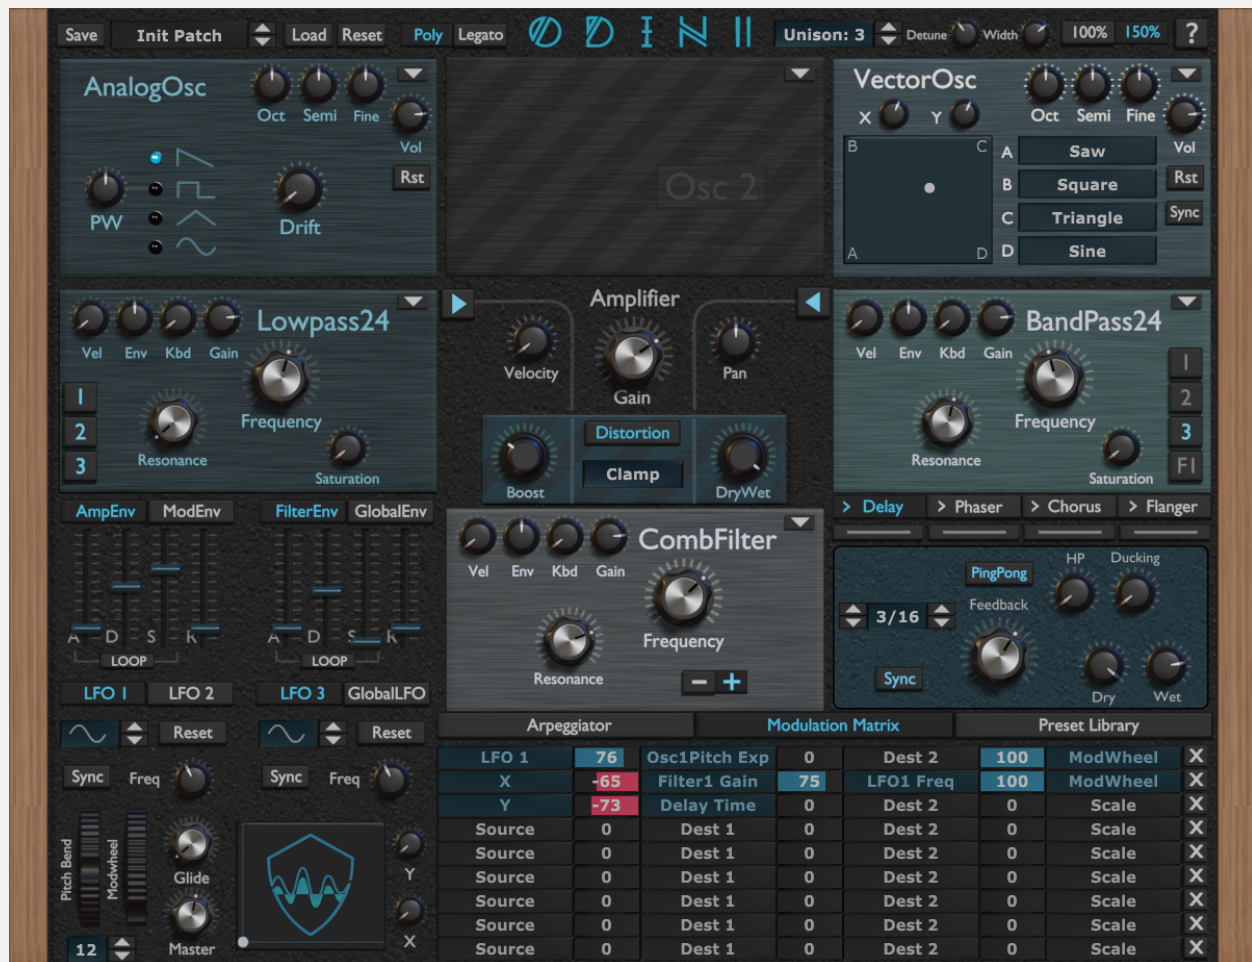 Save Init Patch Load Reset Poly Legato ODIN II Unison: 3 Detune Width 100% 150% ?
AnalogOsc
Oct Semi Fine
Vol
Rst
PW
Drift
Osc 2
VectorOsc
X Y
Oct Semi Fine
Vol
Rst
Sync
B C
A D
A Saw
B Square
C Triangle
D Sine
Lowpass24
Vel Env Kbd Gain
Frequency
1
2
3
Resonance
Saturation
Amplifier
Velocity
Gain
Pan
Distortion
Clamp
Boost
DryWet
BandPass24
Vel Env Kbd Gain
Frequency
Resonance
Saturation
1
2
3
F1
AmpEnv ModEnv FilterEnv GlobalEnv
A D S R
LOOP
A D S R
LOOP
CombFilter
Vel Env Kbd Gain
Frequency
Resonance
− +
> Delay > Phaser > Chorus > Flanger
PingPong
HP Ducking
Feedback
3/16
Sync
Dry Wet
LFO 1 LFO 2 LFO 3 GlobalLFO
Reset Reset
Sync Freq Sync Freq
Pitch Bend
Modwheel
Glide
Master
12
Y
X
Arpeggiator Modulation Matrix Preset Library
LFO 1 76 Osc1Pitch Exp 0 Dest 2 100 ModWheel X
X -65 Filter1 Gain 75 LFO1 Freq 100 ModWheel X
Y -73 Delay Time 0 Dest 2 0 Scale X
Source 0 Dest 1 0 Dest 2 0 Scale X
Source 0 Dest 1 0 Dest 2 0 Scale X
Source 0 Dest 1 0 Dest 2 0 Scale X
Source 0 Dest 1 0 Dest 2 0 Scale X
Source 0 Dest 1 0 Dest 2 0 Scale X
Source 0 Dest 1 0 Dest 2 0 Scale X